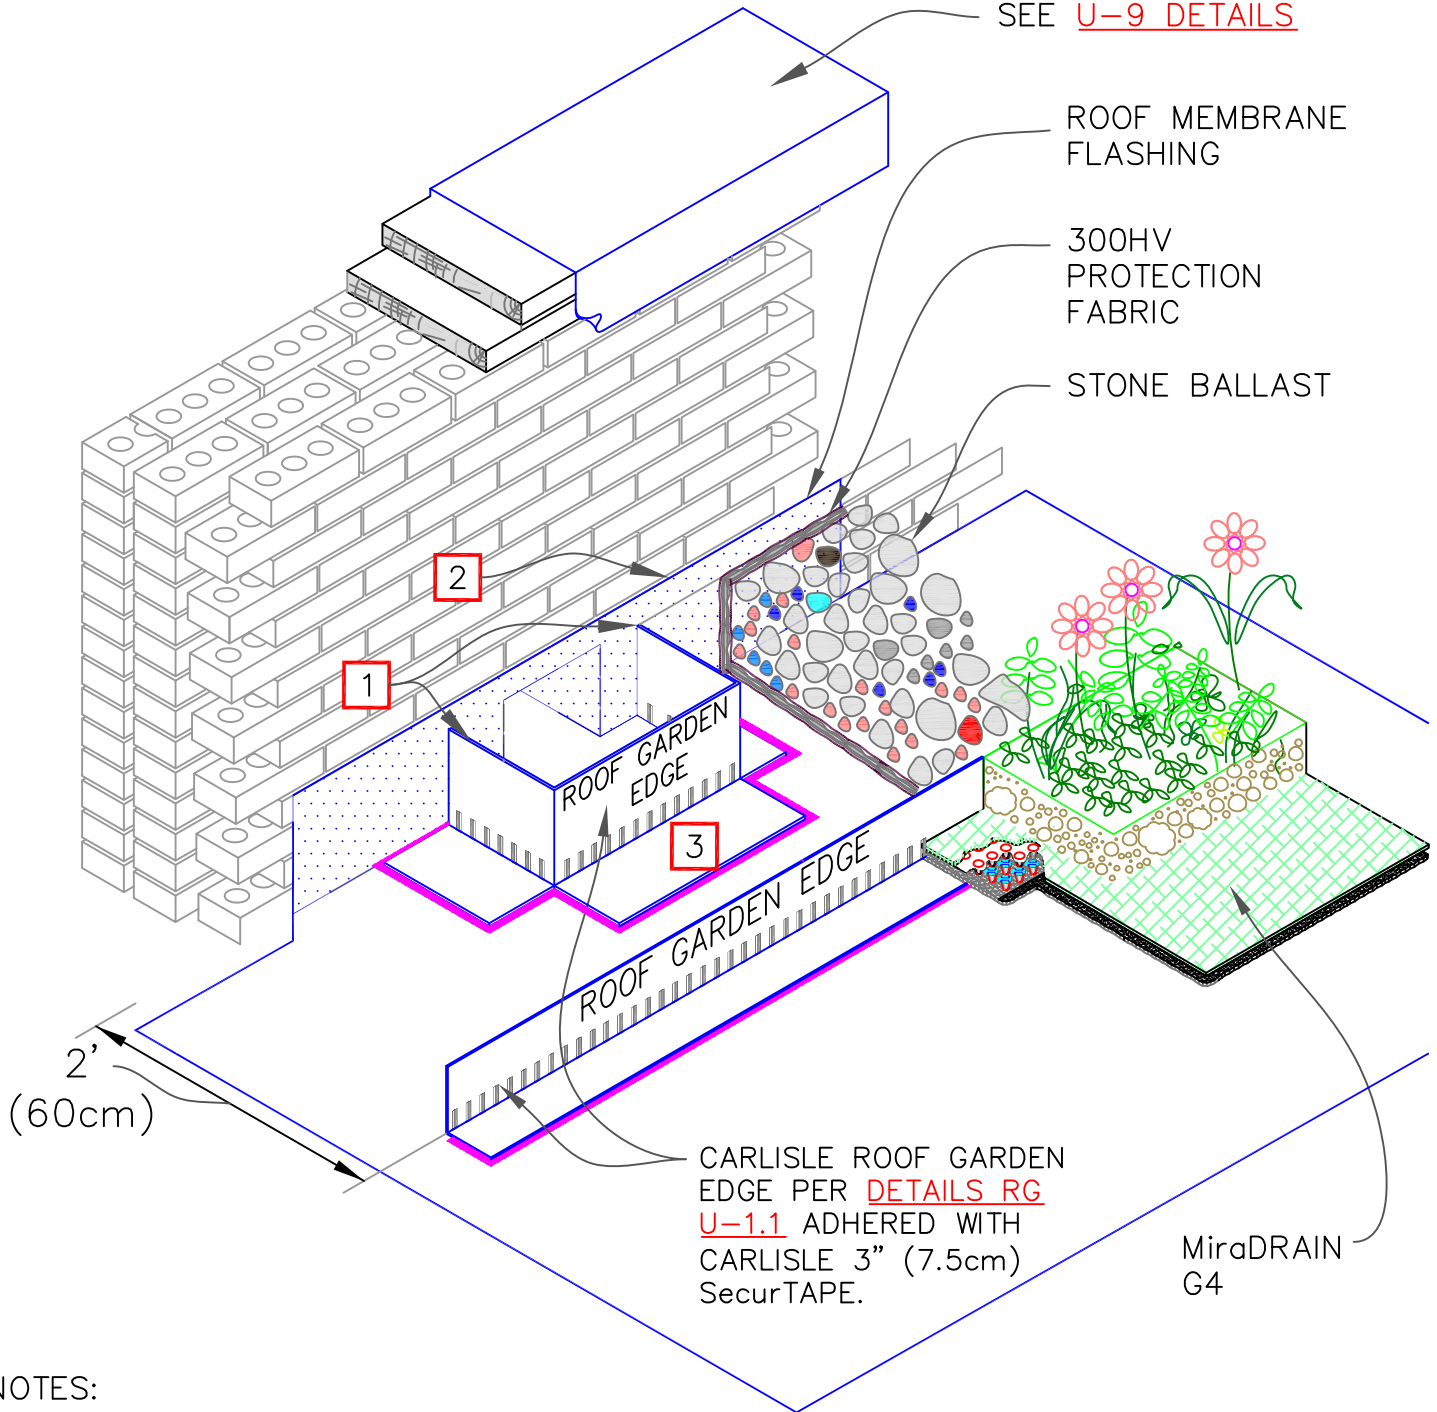 SEE U-9 DETAILS
ROOF MEMBRANE
FLASHING
300HV
PROTECTION
FABRIC
STONE BALLAST
2
1
ROOF GARDEN
EDGE
3
ROOF GARDEN EDGE
2'
(60cm)
CARLISLE ROOF GARDEN
EDGE PER DETAILS RG
U-1.1 ADHERED WITH
CARLISLE 3" (7.5cm)
SecurTAPE.
MiraDRAIN
G4
NOTES: